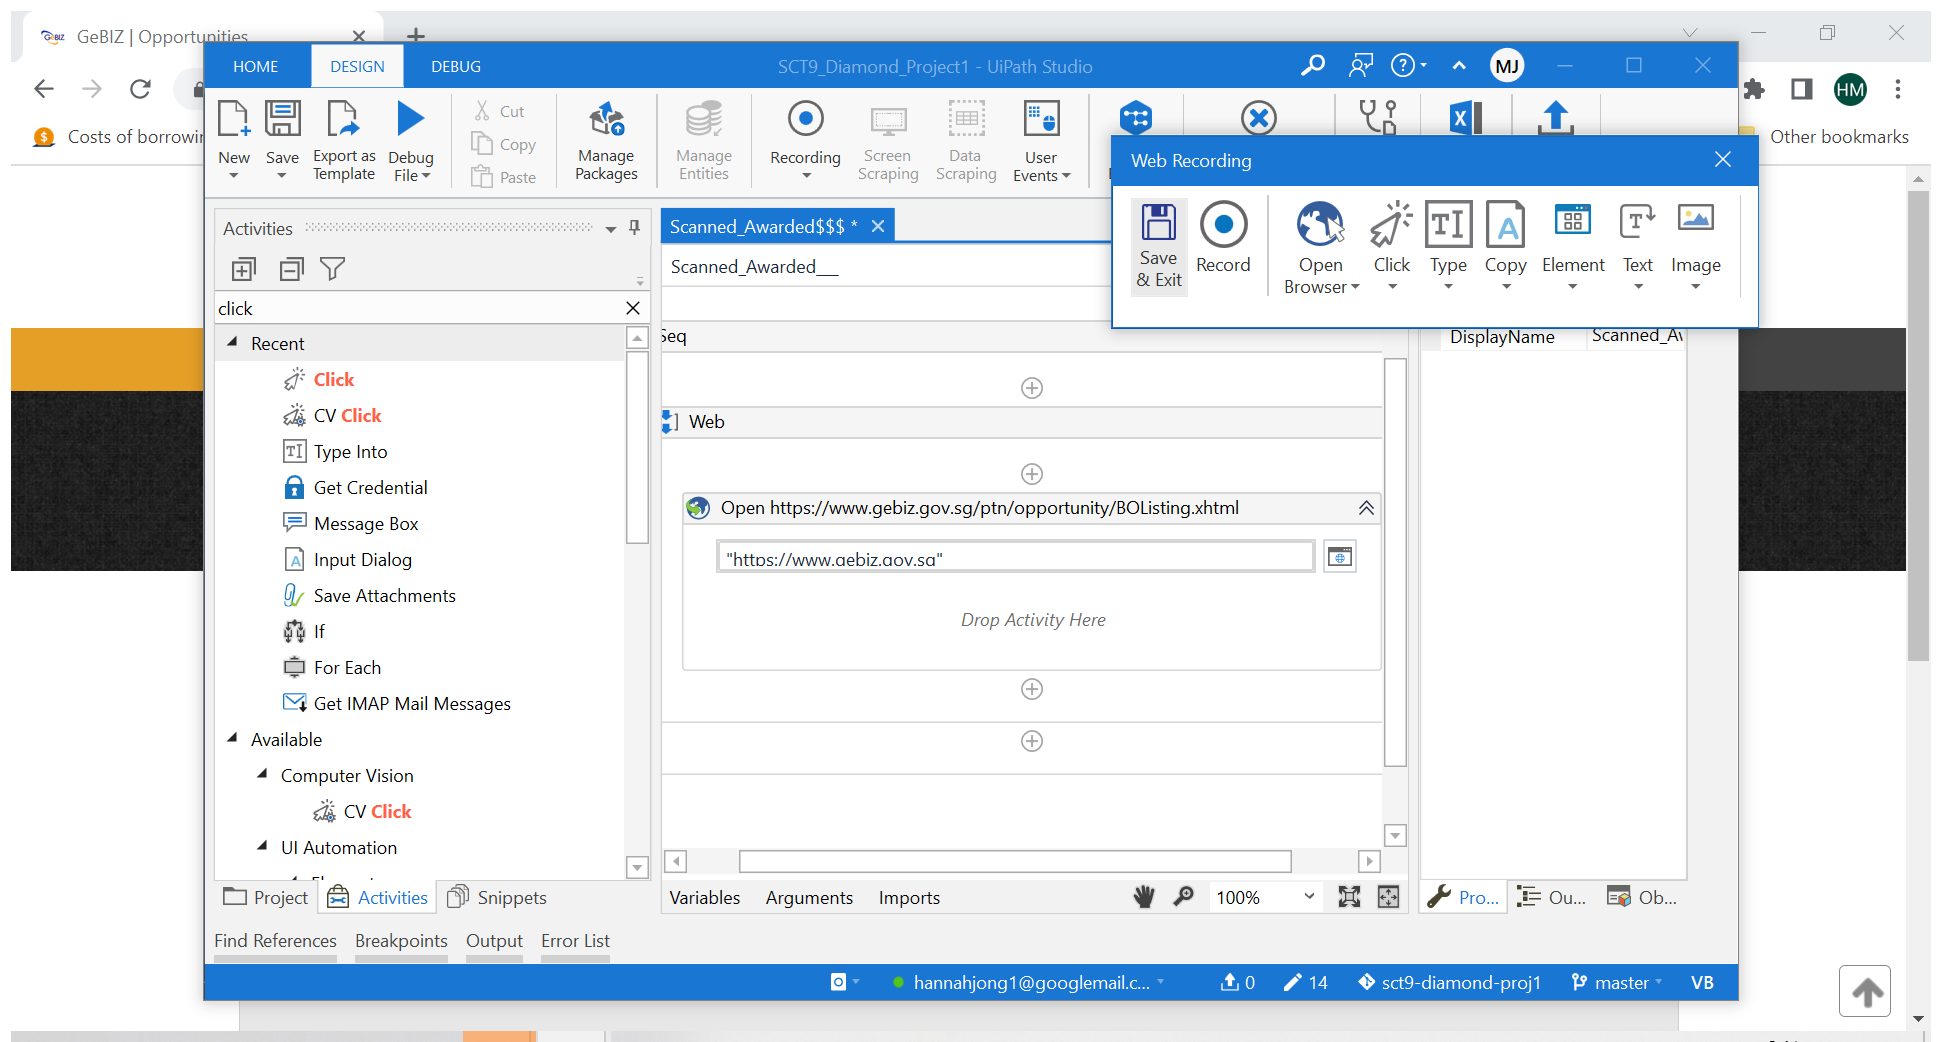 GeBIZ | Opportunities
HOME DESIGN DEBUG SCT9_Diamond_Project1 - UiPath Studio MJ
HM
Costs of borrowin Other bookmarks
New Save Export as Template Debug File
Cut
Copy
Paste
Manage Packages Manage Entities Recording Screen Scraping Data Scraping User Events
Web Recording
Save & Exit Record Open Browser Click Type Copy Element Text Image
Activities
click
Recent
Click
CV Click
Type Into
Get Credential
Message Box
Input Dialog
Save Attachments
If
For Each
Get IMAP Mail Messages
Available
Computer Vision
CV Click
UI Automation
Scanned_Awarded$$$ *
Scanned_Awarded___
Seq
Web
Open https://www.gebiz.gov.sg/ptn/opportunity/BOListing.xhtml
"https://www.gebiz.gov.sg"
Drop Activity Here
DisplayName Scanned_Aw
Project Activities Snippets
Variables Arguments Imports 100%
Pro... Ou... Ob...
Find References Breakpoints Output Error List
hannahjong1@googlemail.c... 0 14 sct9-diamond-proj1 master VB